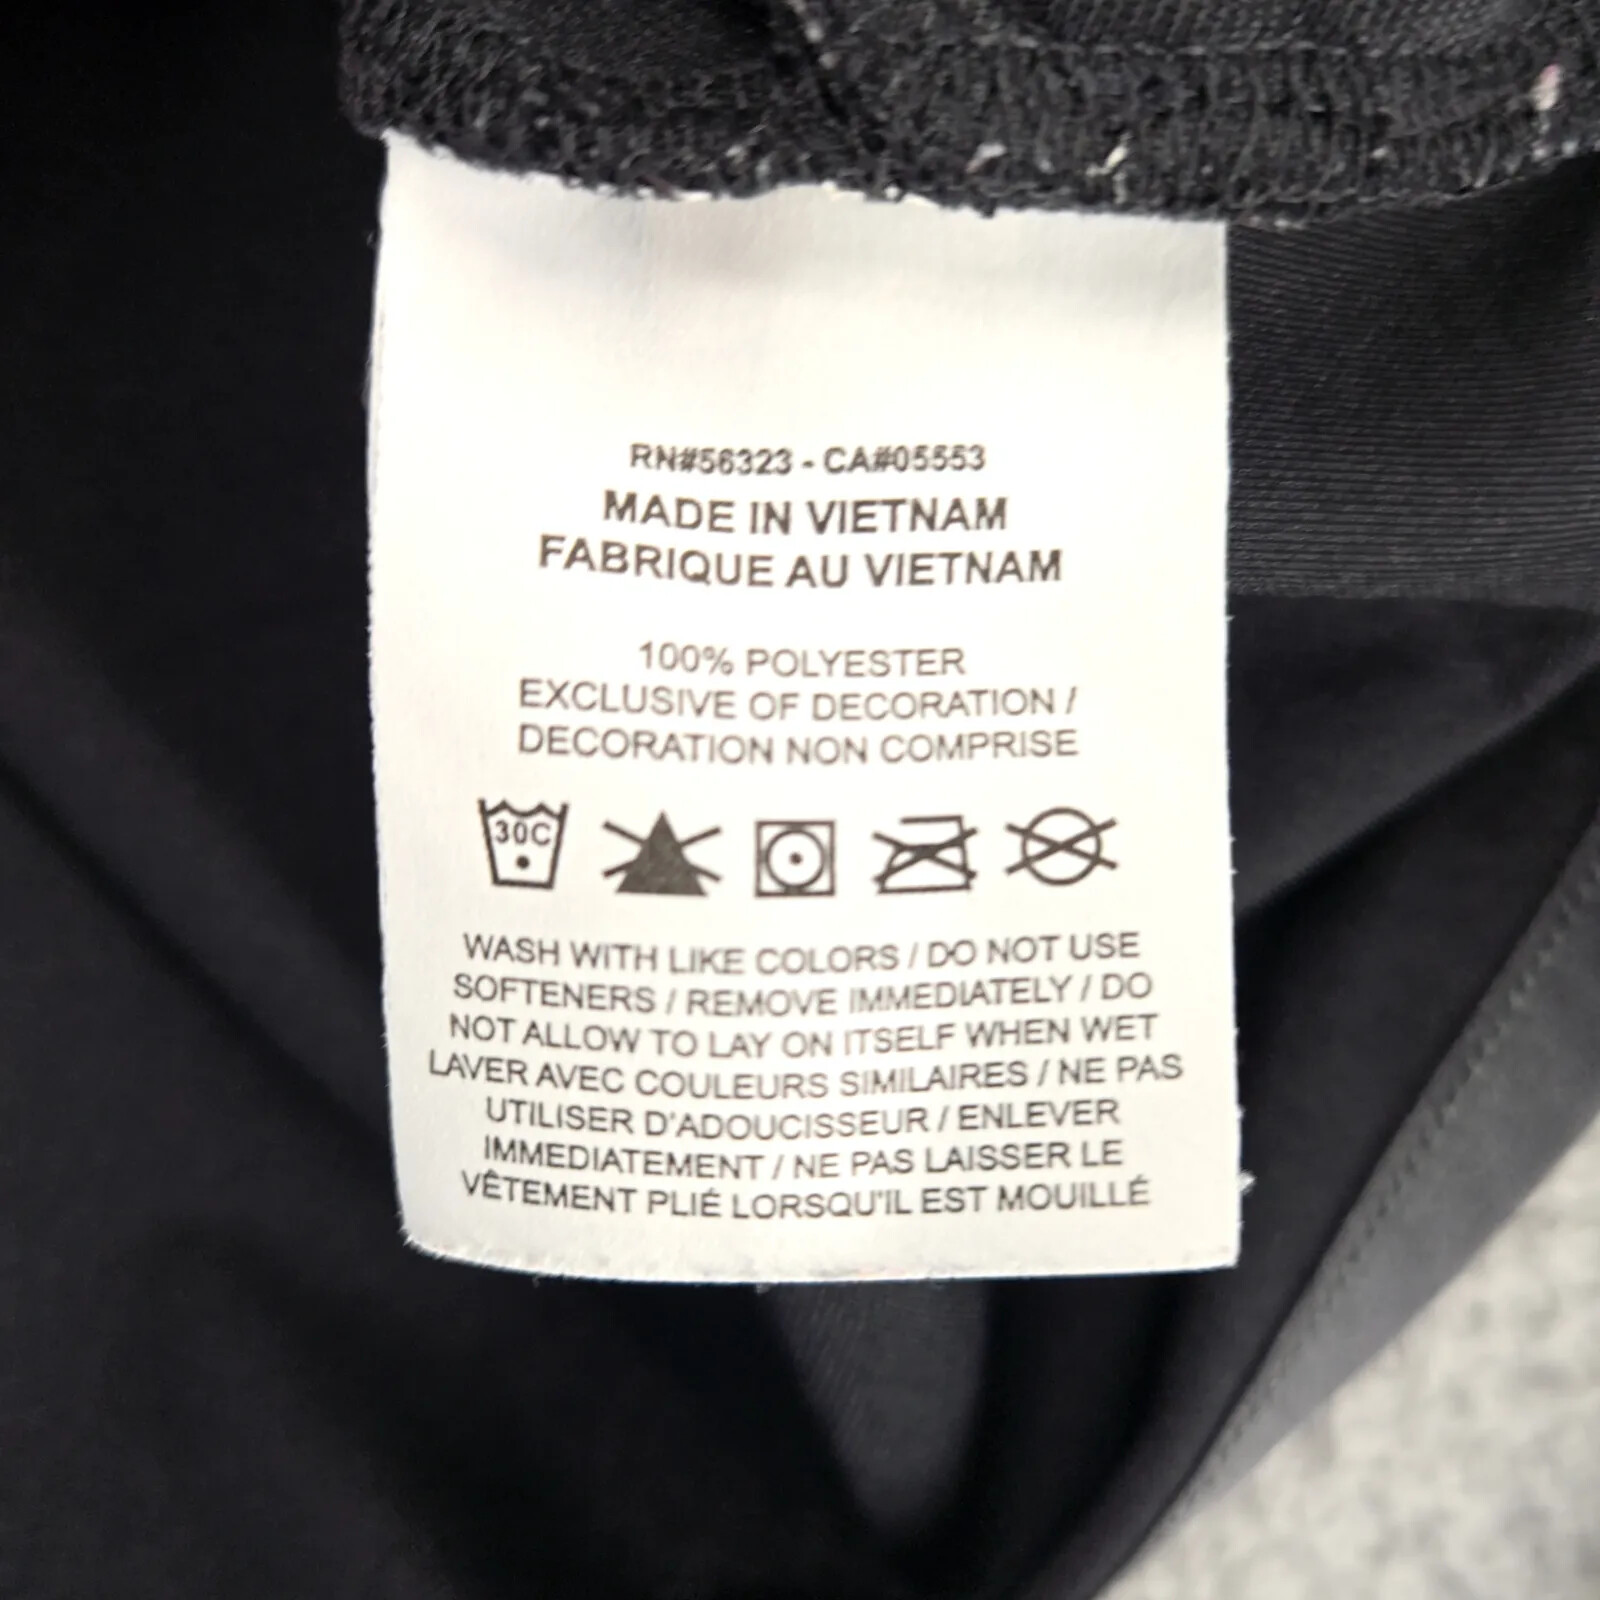 RN#56323 - CA#05553
MADE IN VIETNAM
FABRIQUE AU VIETNAM
100% POLYESTER
EXCLUSIVE OF DECORATION /
DECORATION NON COMPRISE
30C
WASH WITH LIKE COLORS / DO NOT USE
SOFTENERS / REMOVE IMMEDIATELY / DO
NOT ALLOW TO LAY ON ITSELF WHEN WET
LAVER AVEC COULEURS SIMILAIRES / NE PAS
UTILISER D'ADOUCISSEUR / ENLEVER
IMMEDIATEMENT / NE PAS LAISSER LE
VÊTEMENT PLIÉ LORSQU'IL EST MOUILLÉ